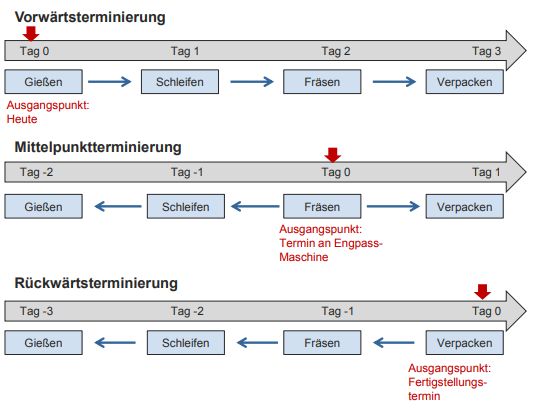 Vorwärtsterminierung
Tag 0 Tag 1 Tag 2 Tag 3
Gießen Schleifen Fräsen Verpacken
Ausgangspunkt:
Heute
Mittelpunktterminierung
Tag -2 Tag -1 Tag 0 Tag 1
Gießen Schleifen Fräsen Verpacken
Ausgangspunkt:
Termin an Engpass-
Maschine
Rückwärtsterminierung
Tag -3 Tag -2 Tag -1 Tag 0
Gießen Schleifen Fräsen Verpacken
Ausgangspunkt:
Fertigstellungs-
termin